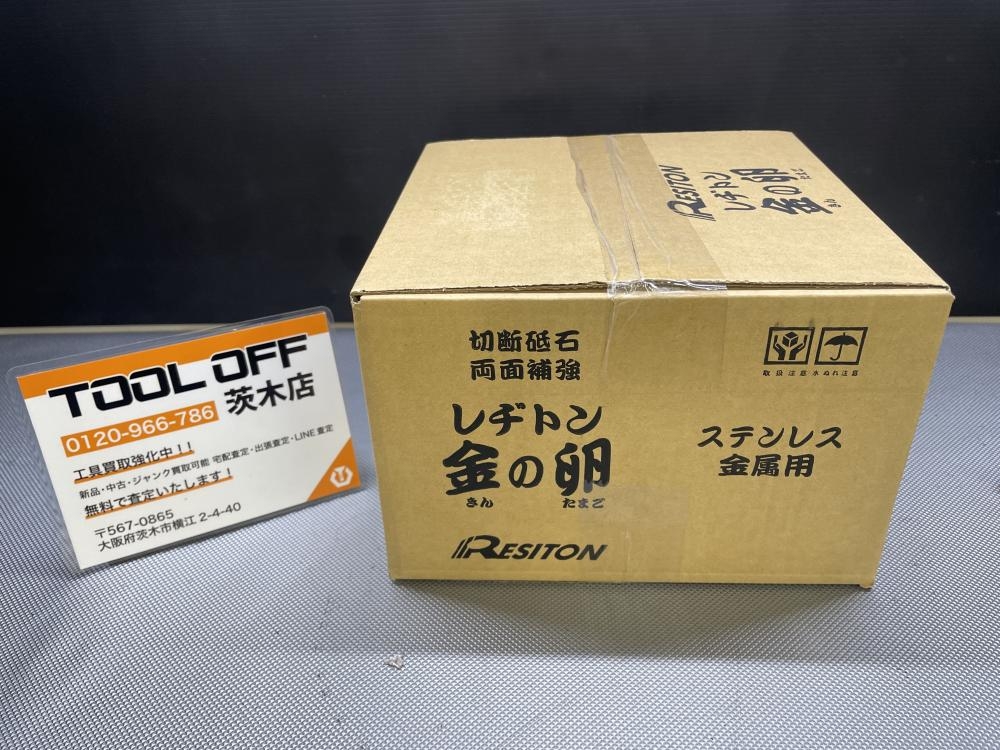 TOOL OFF
0120-966-786 茨木店
工具買取強化中！！
新品・中古・ジャンク買取可能 宅配査定・出張査定・LINE査定
無料で査定いたします！
〒567-0865
大阪府茨木市横江 2-4-40
RESITON
レヂトン
金の卵
きん たまご
切断砥石
両面補強
レヂトン
金の卵
きん たまご
RESITON
取扱注意 水ぬれ注意
ステンレス
金属用